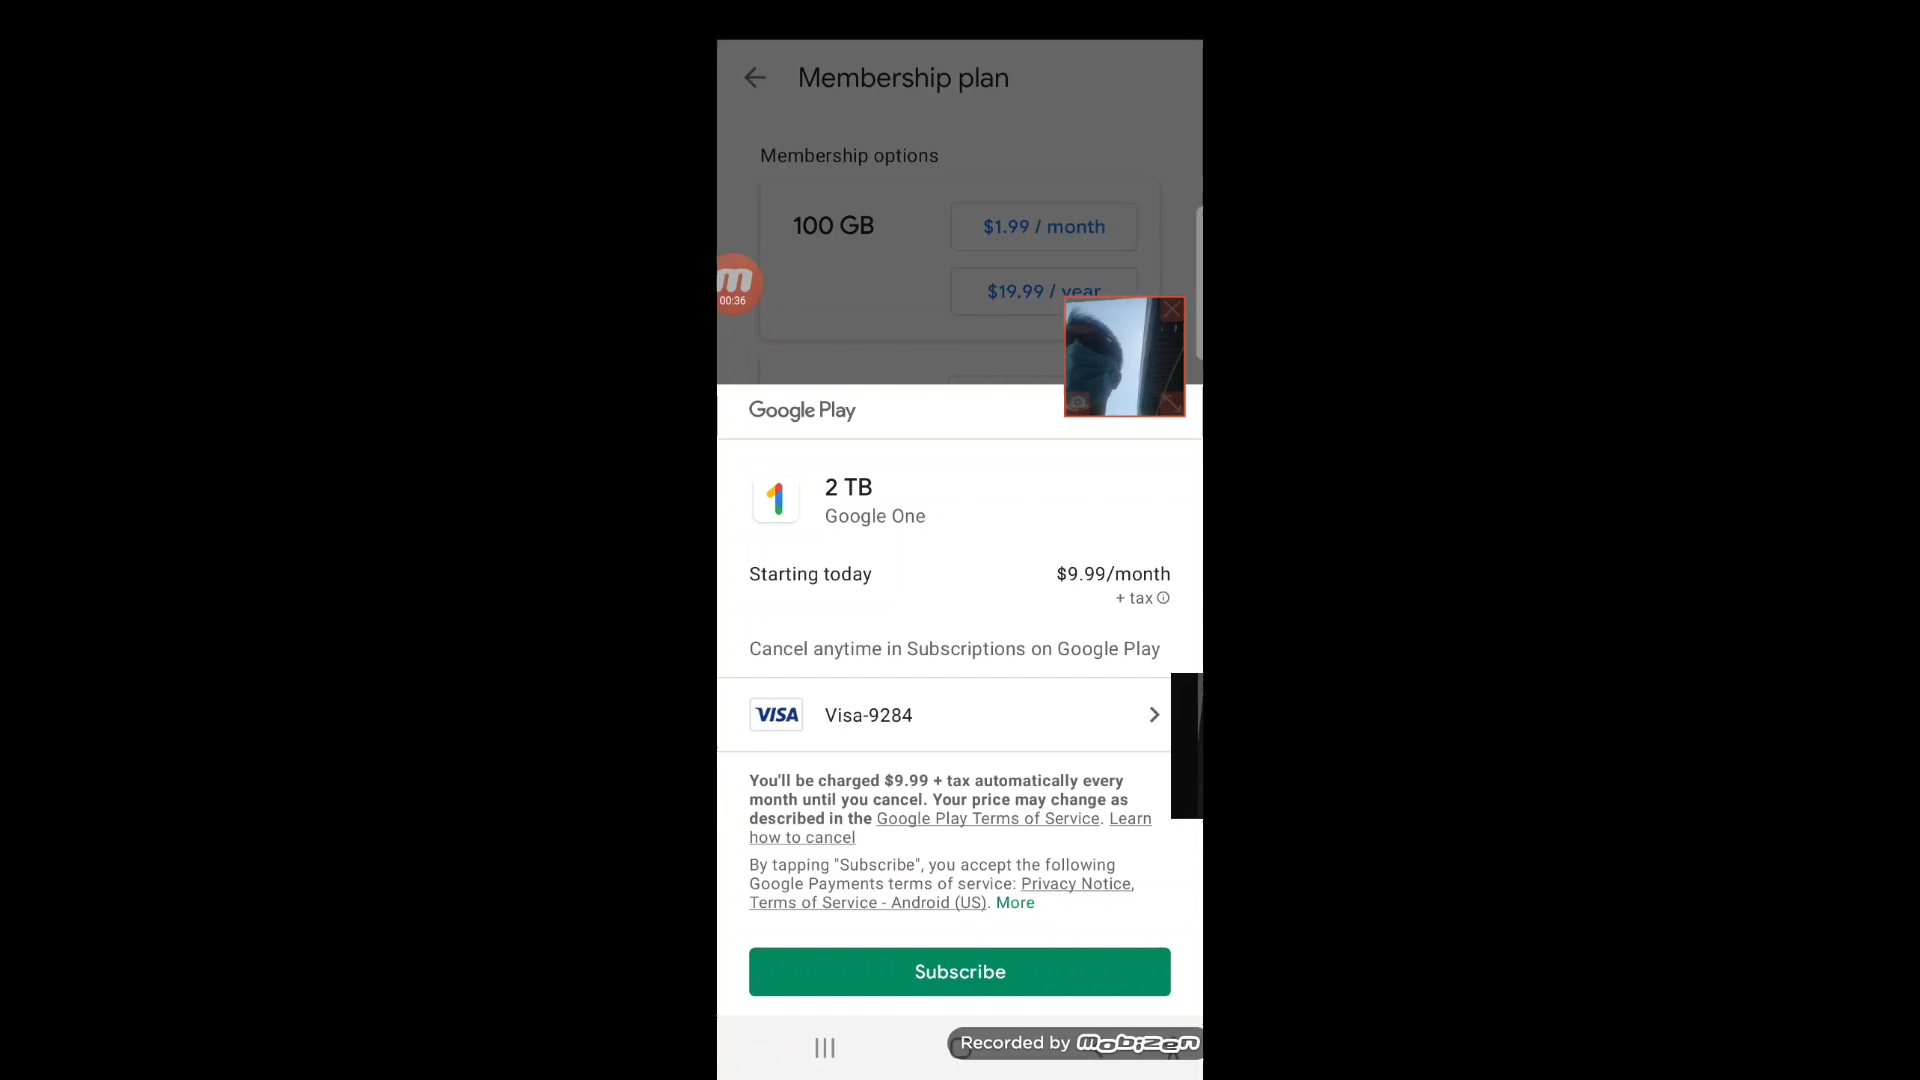 Membership plan
Membership options
100 GB
$1.99 / month
00:36
$19.99 / year
Google Play
2 TB
Google One
Starting today
$9.99/month
+ tax
Cancel anytime in Subscriptions on Google Play
VISA
Visa-9284
You'll be charged $9.99 + tax automatically every
month until you cancel. Your price may change as
described in the Google Play Terms of Service. Learn
how to cancel
By tapping "Subscribe", you accept the following
Google Payments terms of service: Privacy Notice,
Terms of Service - Android (US). More
Subscribe
Recorded by mobizen